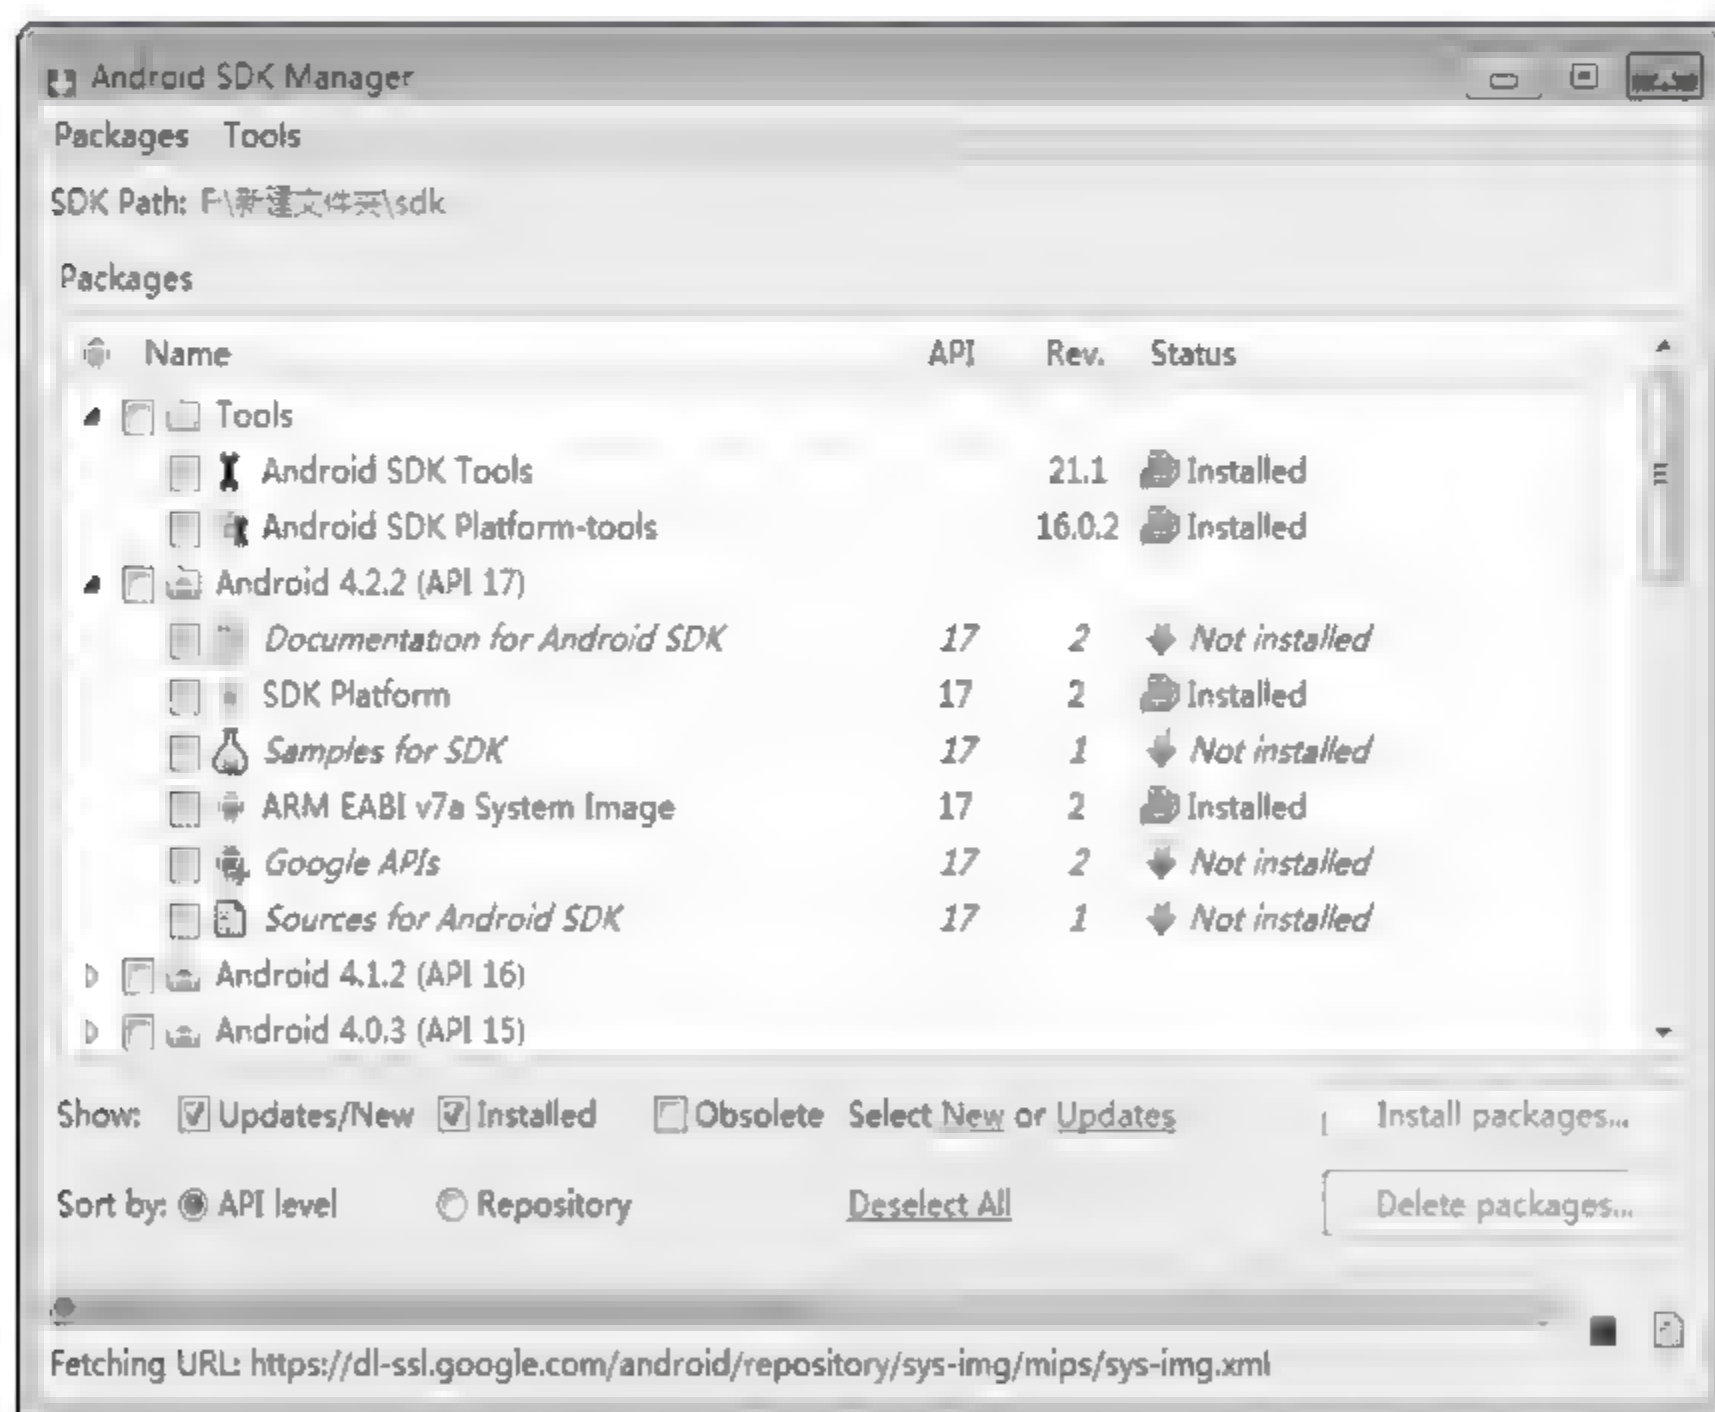 Android SDK Manager
Packages Tools
SDK Path: F:\新建文件夹\sdk
Packages
Name API Rev. Status
Tools
Android SDK Tools 21.1 Installed
Android SDK Platform-tools 16.0.2 Installed
Android 4.2.2 (API 17)
Documentation for Android SDK 17 2 Not installed
SDK Platform 17 2 Installed
Samples for SDK 17 1 Not installed
ARM EABI v7a System Image 17 2 Installed
Google APIs 17 2 Not installed
Sources for Android SDK 17 1 Not installed
Android 4.1.2 (API 16)
Android 4.0.3 (API 15)
Show: Updates/New Installed Obsolete Select New or Updates Install packages...
Sort by: API level Repository Deselect All Delete packages...
Fetching URL: https://dl-ssl.google.com/android/repository/sys-img/mips/sys-img.xml